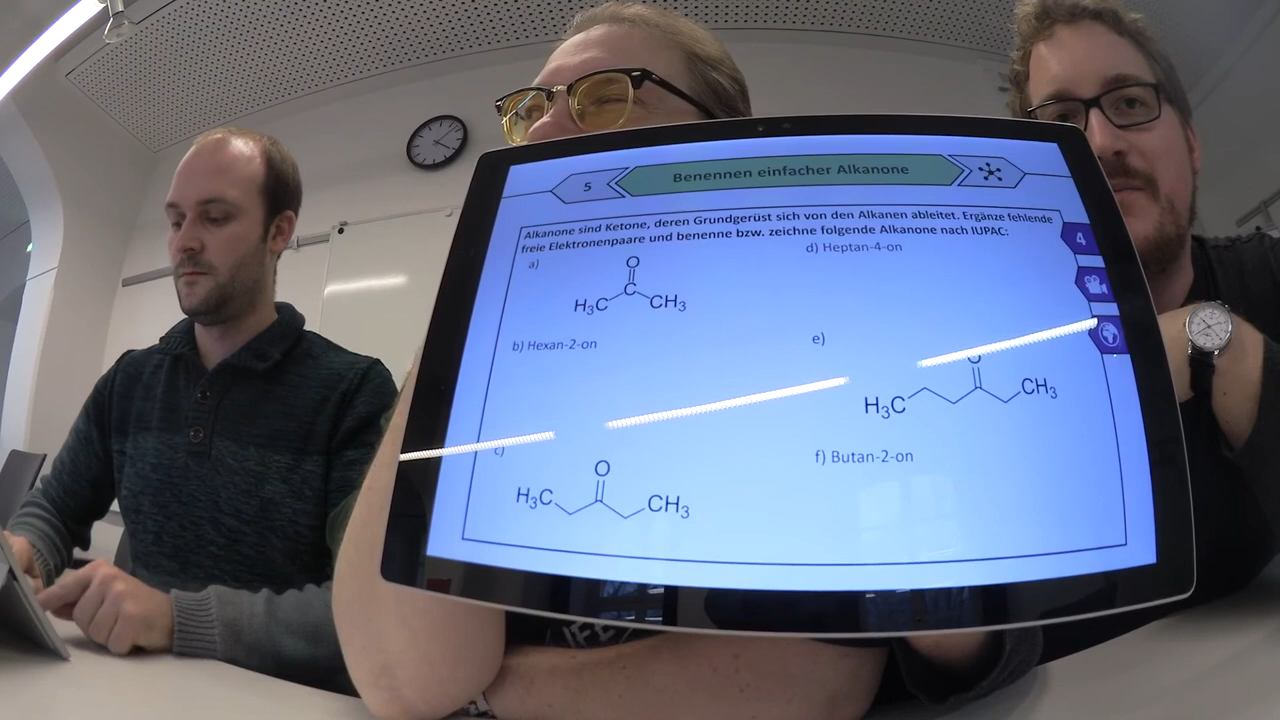 5
Benennen einfacher Alkanone
Alkanone sind Ketone, deren Grundgerüst sich von den Alkanen ableitet. Ergänze fehlende
freie Elektronenpaare und benenne bzw. zeichne folgende Alkanone nach IUPAC:
4
a)
O
H₃C C CH₃
d) Heptan-4-on
b) Hexan-2-on
e)
O
H₃C CH₃
c)
O
H₃C CH₃
f) Butan-2-on